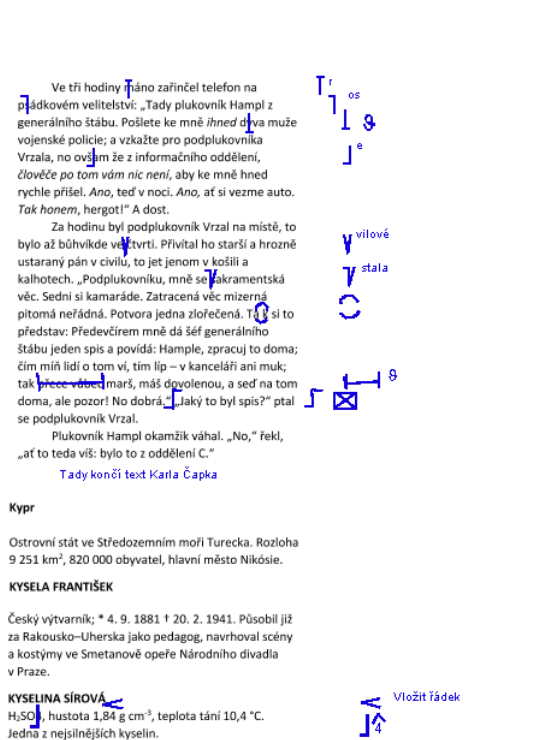 Ve tři hodiny máno zařinčel telefon na r
psádkovém velitelství: „Tady plukovník Hampl z os
generálního štábu. Pošlete ke mně ihned dyva muže
vojenské policie; a vzkažte pro podplukovníka
Vrzala, no ovšam že z informačního oddělení, e
člověče po tom vám nic není, aby ke mně hned
rychle přišel. Ano, teď v noci. Ano, ať si vezme auto.
Tak honem, hergot!“ A dost.
Za hodinu byl podplukovník Vrzal na místě, to
bylo až bůhvíkde ve čtvrti. Přivítal ho starší a hrozně vilové
ustaraný pán v civilu, to jet jenom v košili a
kalhotech. „Podplukovníku, mně se sakramentská stala
věc. Sedni si kamaráde. Zatracená věc mizerná
pitomá neřádná. Potvora jedna zlořečená. Ta k si to
představ: Předevčírem mně dá šéf generálního
štábu jeden spis a povídá: Hample, zpracuj to doma;
čím míň lidí o tom ví, tím líp – v kanceláři ani muk;
tak přece vůbec marš, máš dovolenou, a seď na tom
doma, ale pozor! No dobrá.“ „Jaký to byl spis?“ ptal
se podplukovník Vrzal.
Plukovník Hampl okamžik váhal. „No,“ řekl,
„ať to teda víš: bylo to z oddělení C.“
Tady končí text Karla Čapka
Kypr
Ostrovní stát ve Středozemním moři Turecka. Rozloha
9 251 km², 820 000 obyvatel, hlavní město Nikósie.
KYSELA FRANTIŠEK
Český výtvarník; * 4. 9. 1881 † 20. 2. 1941. Působil již
za Rakousko–Uherska jako pedagog, navrhoval scény
a kostýmy ve Smetanově opeře Národního divadla
v Praze.
KYSELINA SÍROVÁ Vložit řádek
H₂SO4, hustota 1,84 g cm⁻³, teplota tání 10,4 °C. 4
Jedna z nejsilnějších kyselin.